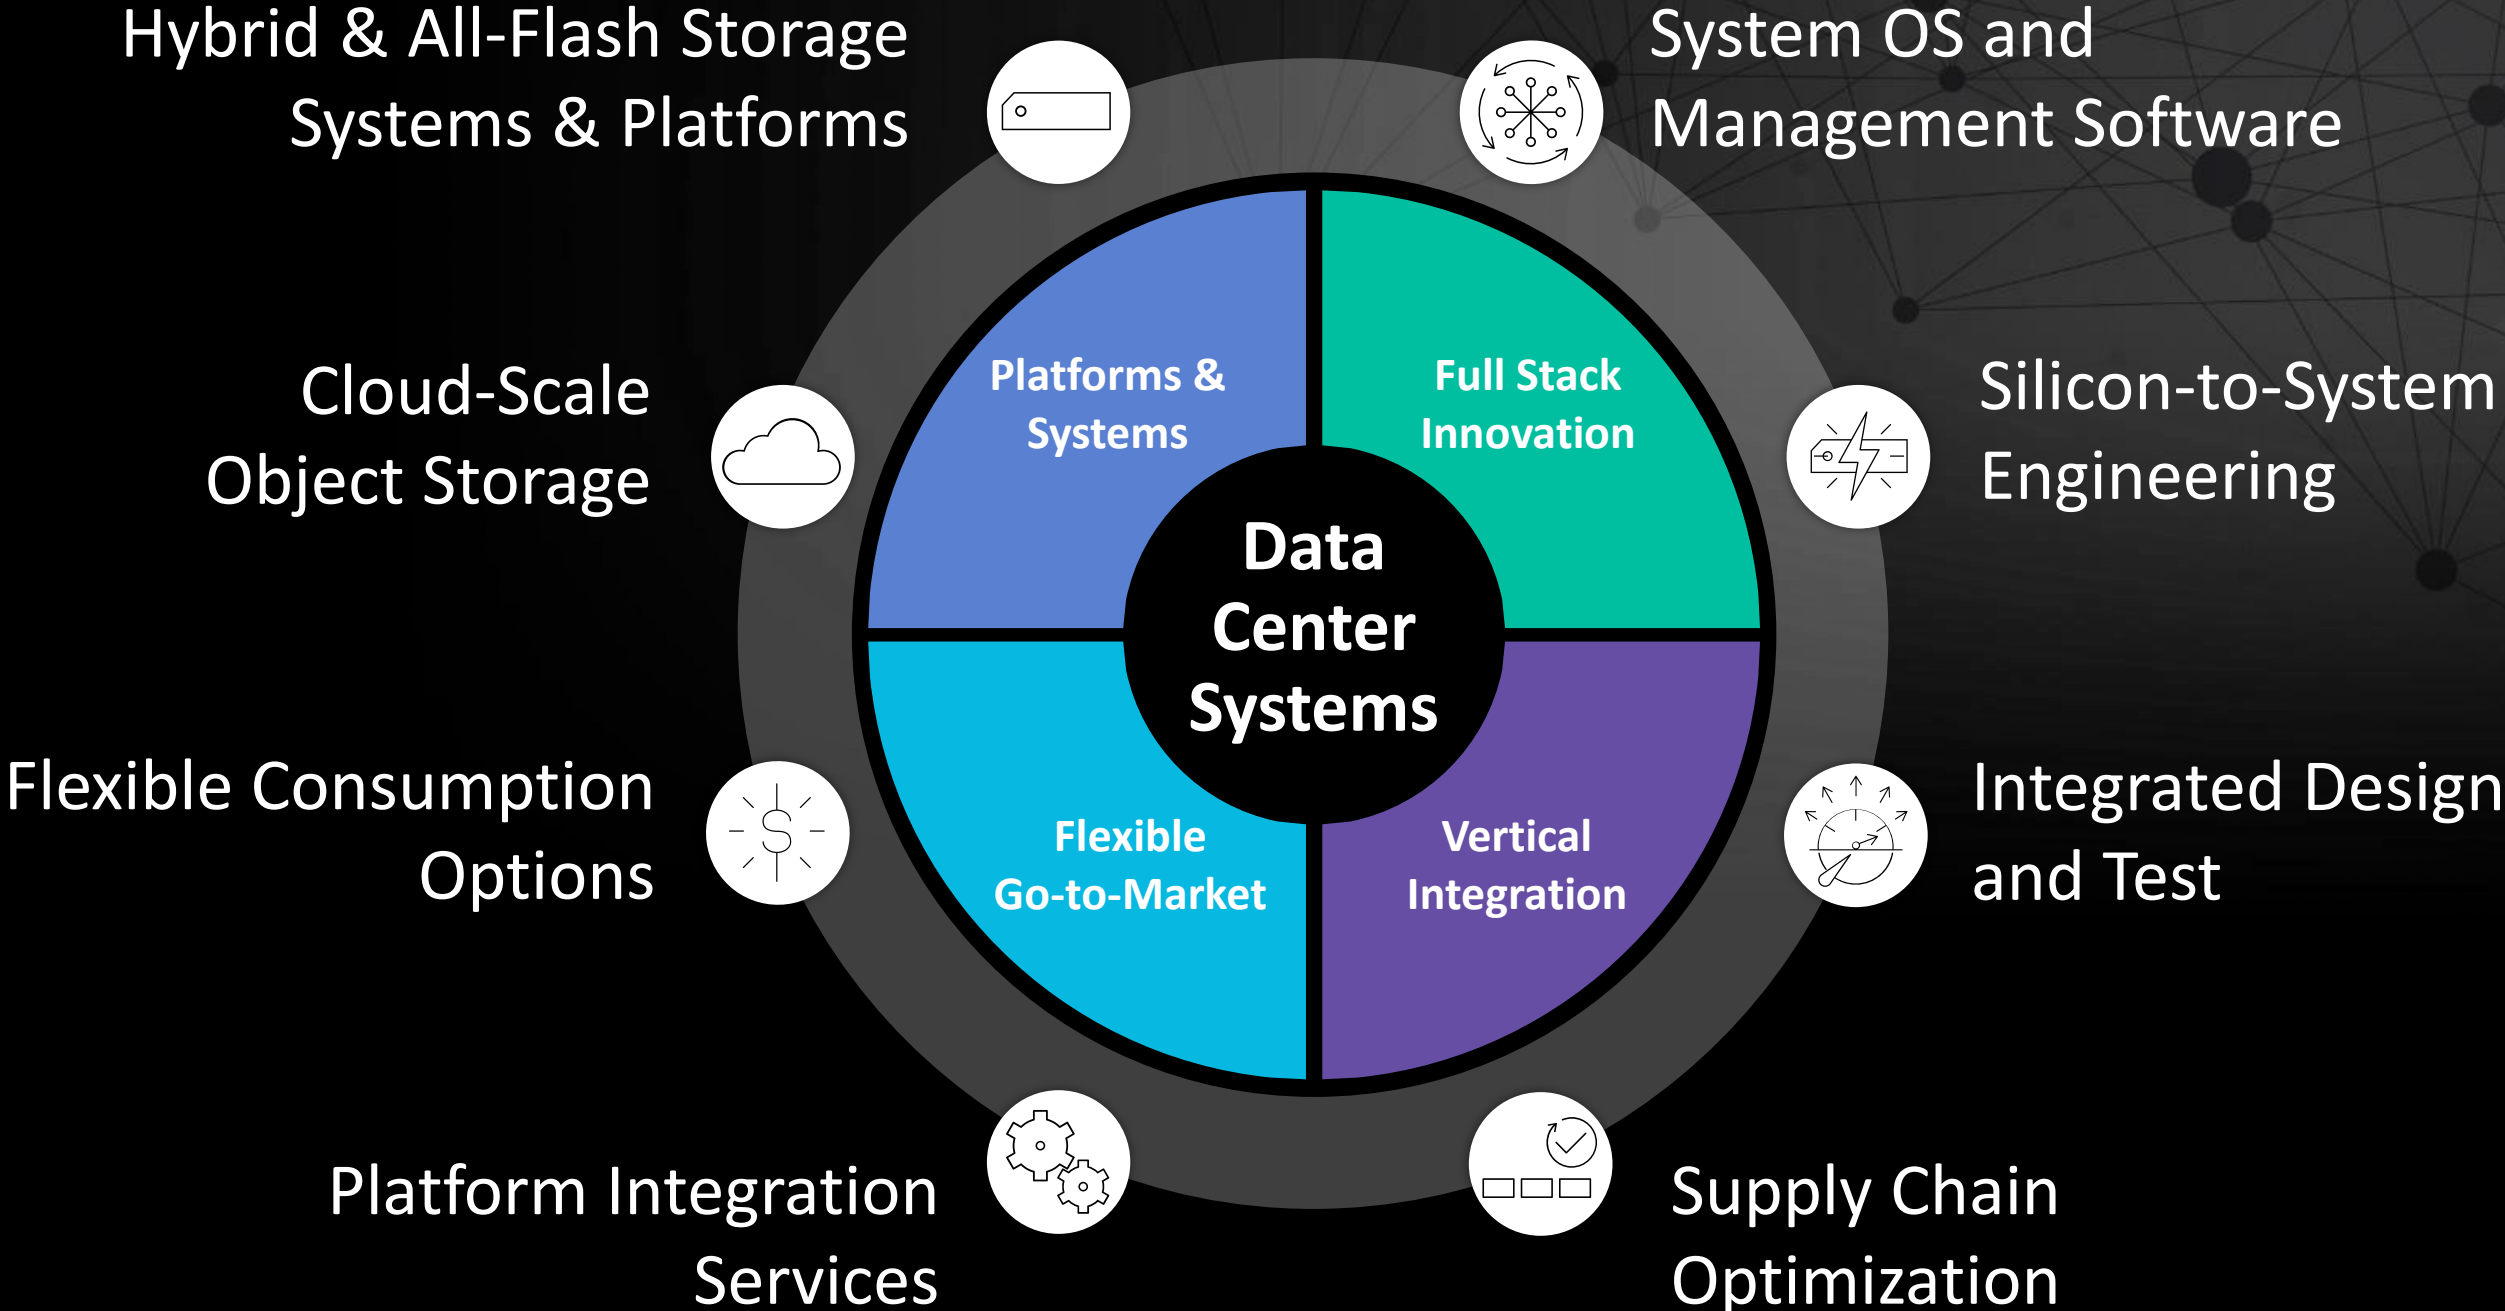 Hybrid & All-Flash Storage
Systems & Platforms
System OS and
Management Software
Cloud-Scale
Object Storage
Platforms &
Systems
Full Stack
Innovation
Silicon-to-System
Engineering
Data
Center
Systems
Flexible Consumption
Options
Flexible
Go-to-Market
Vertical
Integration
Integrated Design
and Test
Platform Integration
Services
Supply Chain
Optimization